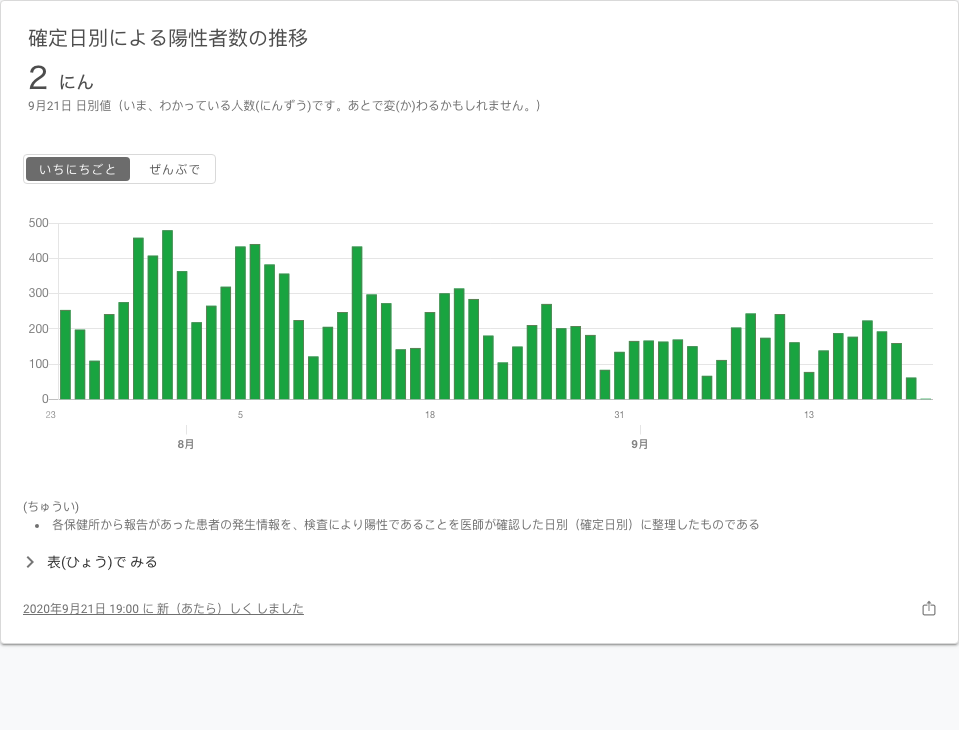 確定日別による陽性者数の推移
2 にん
9月21日 日別値（いま、わかっている人数(にんずう)です。あとで変(か)わるかもしれません。）
いちにちごと ぜんぶで
500
400
300
200
100
0
23 5 18 31 13
8月 9月
(ちゅうい)
• 各保健所から報告があった患者の発生情報を、検査により陽性であることを医師が確認した日別（確定日別）に整理したものである
表(ひょう)で みる
2020年9月21日 19:00 に 新（あたら）しく しました